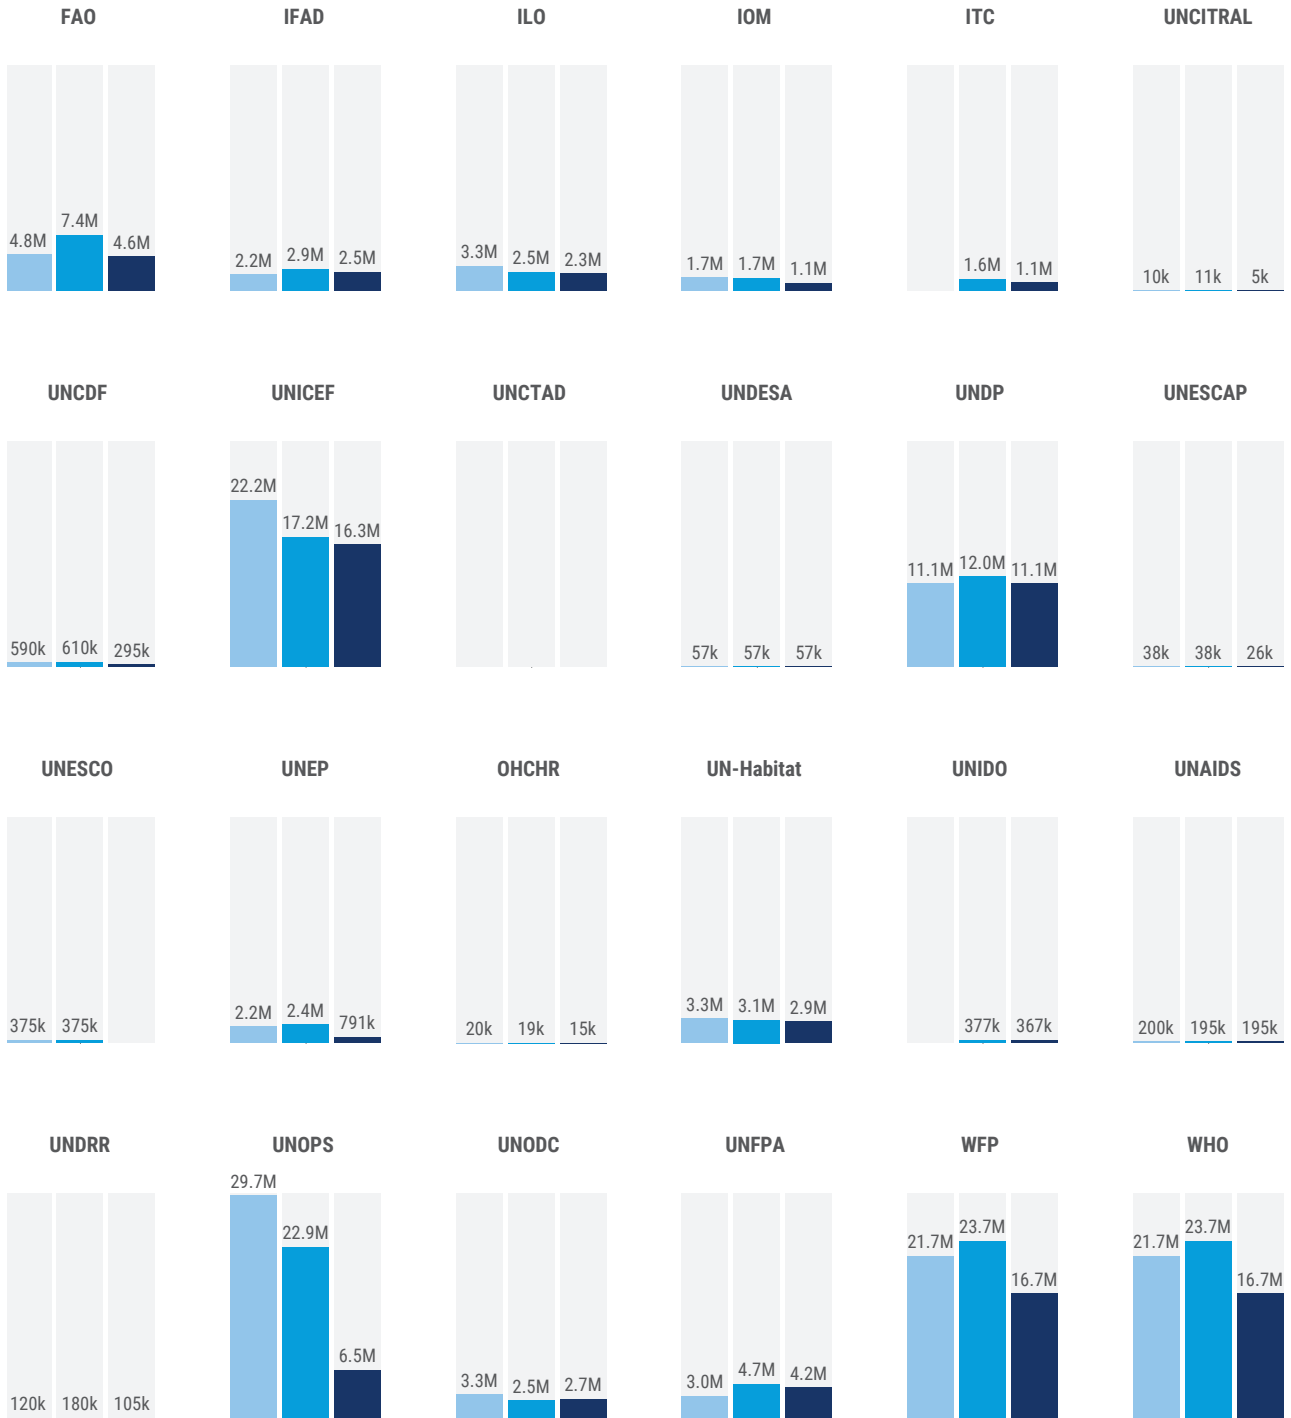 FAO IFAD ILO IOM ITC UNCITRAL
4.8M 7.4M 4.6M 2.2M 2.9M 2.5M 3.3M 2.5M 2.3M 1.7M 1.7M 1.1M 1.6M 1.1M 10k 11k 5k
UNCDF UNICEF UNCTAD UNDESA UNDP UNESCAP
590k 610k 295k 22.2M 17.2M 16.3M 57k 57k 57k 11.1M 12.0M 11.1M 38k 38k 26k
UNESCO UNEP OHCHR UN-Habitat UNIDO UNAIDS
375k 375k 2.2M 2.4M 791k 20k 19k 15k 3.3M 3.1M 2.9M 377k 367k 200k 195k 195k
UNDRR UNOPS UNODC UNFPA WFP WHO
120k 180k 105k 29.7M 22.9M 6.5M 3.3M 2.5M 2.7M 3.0M 4.7M 4.2M 21.7M 23.7M 16.7M 21.7M 23.7M 16.7M